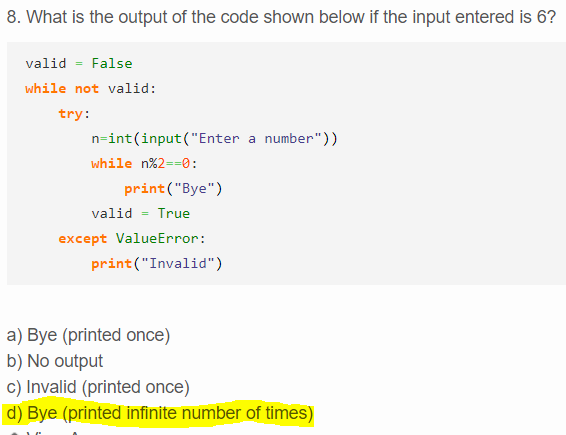 8. What is the output of the code shown below if the input entered is 6?
valid = False
while not valid:
    try:
        n=int(input("Enter a number"))
        while n%2==0:
            print("Bye")
        valid = True
    except ValueError:
        print("Invalid")
a) Bye (printed once)
b) No output
c) Invalid (printed once)
d) Bye (printed infinite number of times)